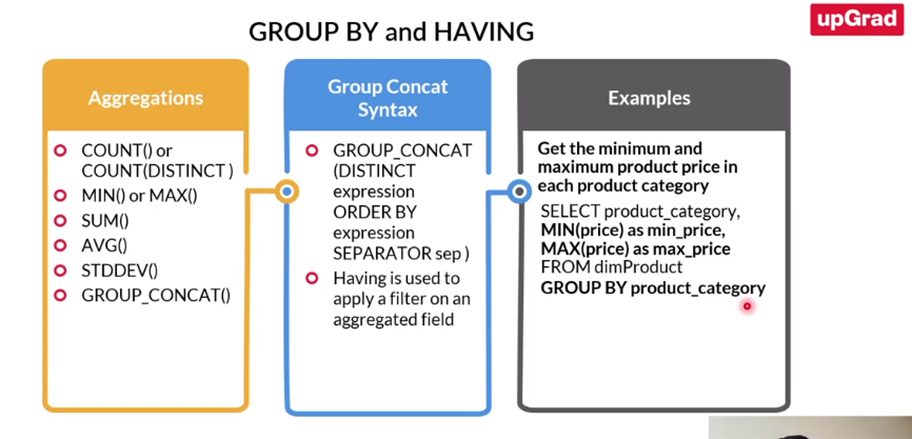 GROUP BY and HAVING
upGrad
Aggregations
COUNT() or
COUNT(DISTINCT )
MIN() or MAX()
SUM()
AVG()
STDDEV()
GROUP_CONCAT()
Group Concat
Syntax
GROUP_CONCAT
(DISTINCT
expression
ORDER BY
expression
SEPARATOR sep )
Having is used to
apply a filter on an
aggregated field
Examples
Get the minimum and
maximum product price in
each product category
SELECT product_category,
MIN(price) as min_price,
MAX(price) as max_price
FROM dimProduct
GROUP BY product_category